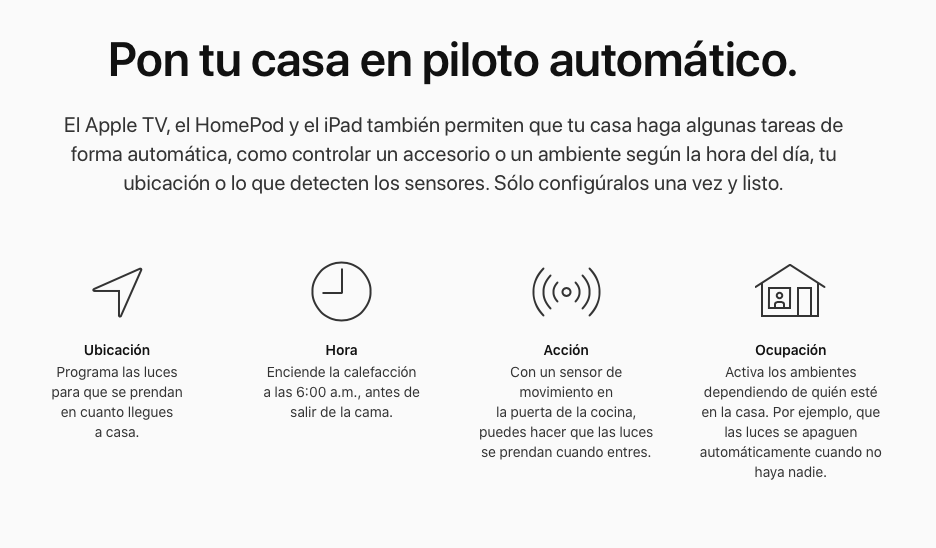 Pon tu casa en piloto automático.
El Apple TV, el HomePod y el iPad también permiten que tu casa haga algunas tareas de
forma automática, como controlar un accesorio o un ambiente según la hora del día, tu
ubicación o lo que detecten los sensores. Sólo configúralos una vez y listo.
Ubicación
Programa las luces
para que se prendan
en cuanto llegues
a casa.
Hora
Enciende la calefacción
a las 6:00 a.m., antes de
salir de la cama.
Acción
Con un sensor de
movimiento en
la puerta de la cocina,
puedes hacer que las luces
se prendan cuando entres.
Ocupación
Activa los ambientes
dependiendo de quién esté
en la casa. Por ejemplo, que
las luces se apaguen
automáticamente cuando no
haya nadie.